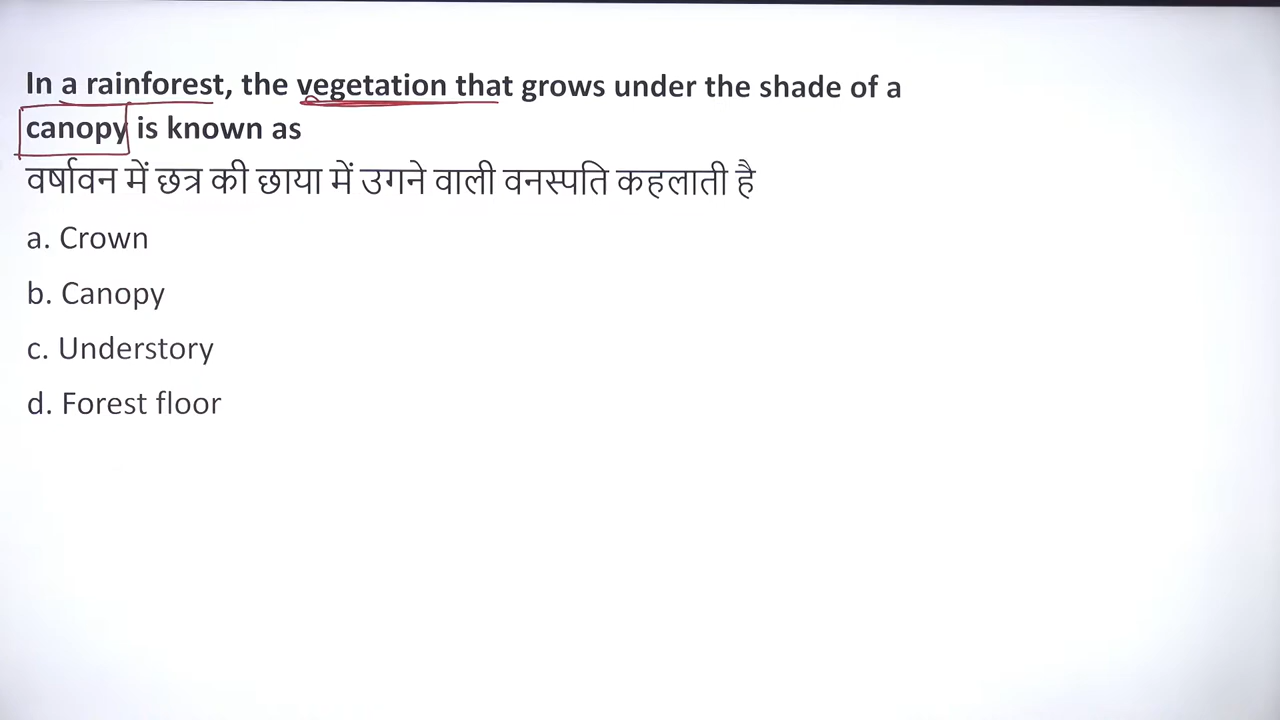 In a rainforest, the vegetation that grows under the shade of a
canopy is known as
वर्षावन में छत्र की छाया में उगने वाली वनस्पति कहलाती है
a. Crown
b. Canopy
c. Understory
d. Forest floor